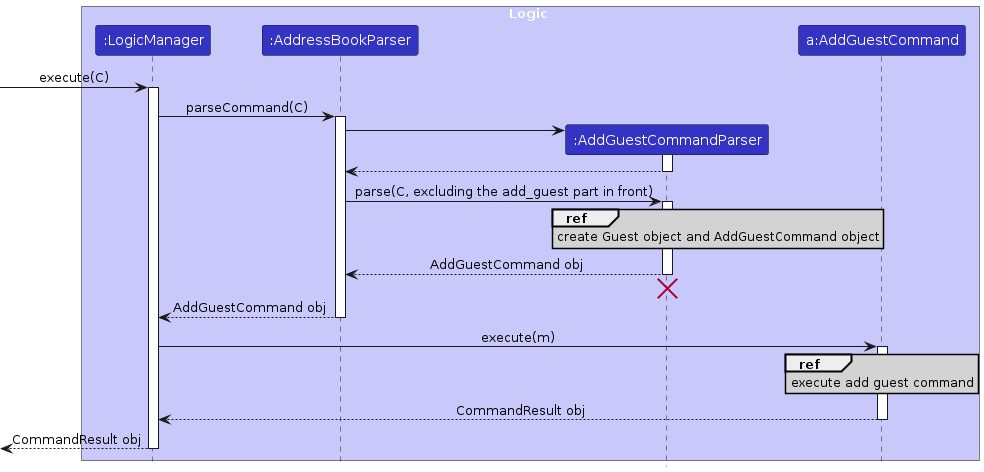 Logic
:LogicManager
:AddressBookParser
a:AddGuestCommand
execute(C)
parseCommand(C)
:AddGuestCommandParser
parse(C, excluding the add_guest part in front)
ref
create Guest object and AddGuestCommand object
AddGuestCommand obj
AddGuestCommand obj
execute(m)
ref
execute add guest command
CommandResult obj
CommandResult obj